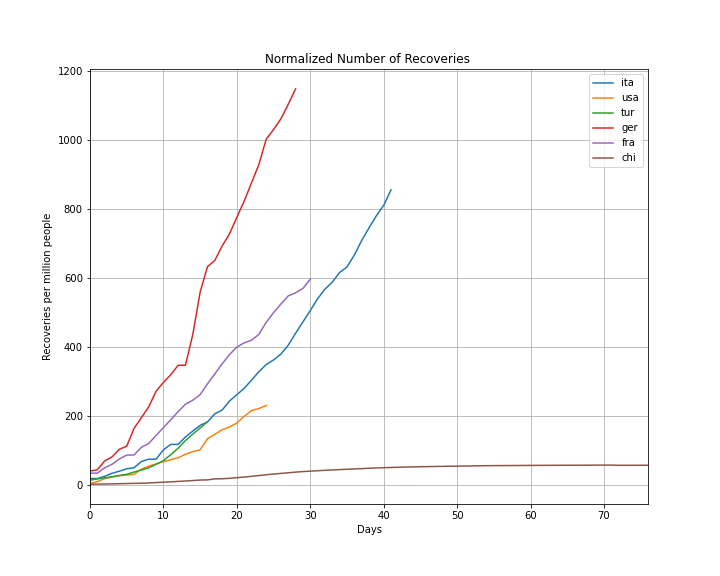 Normalized Number of Recoveries
1200
1000
800
600
400
200
0
Recoveries per million people
0 10 20 30 40 50 60 70
Days
ita
usa
tur
ger
fra
chi